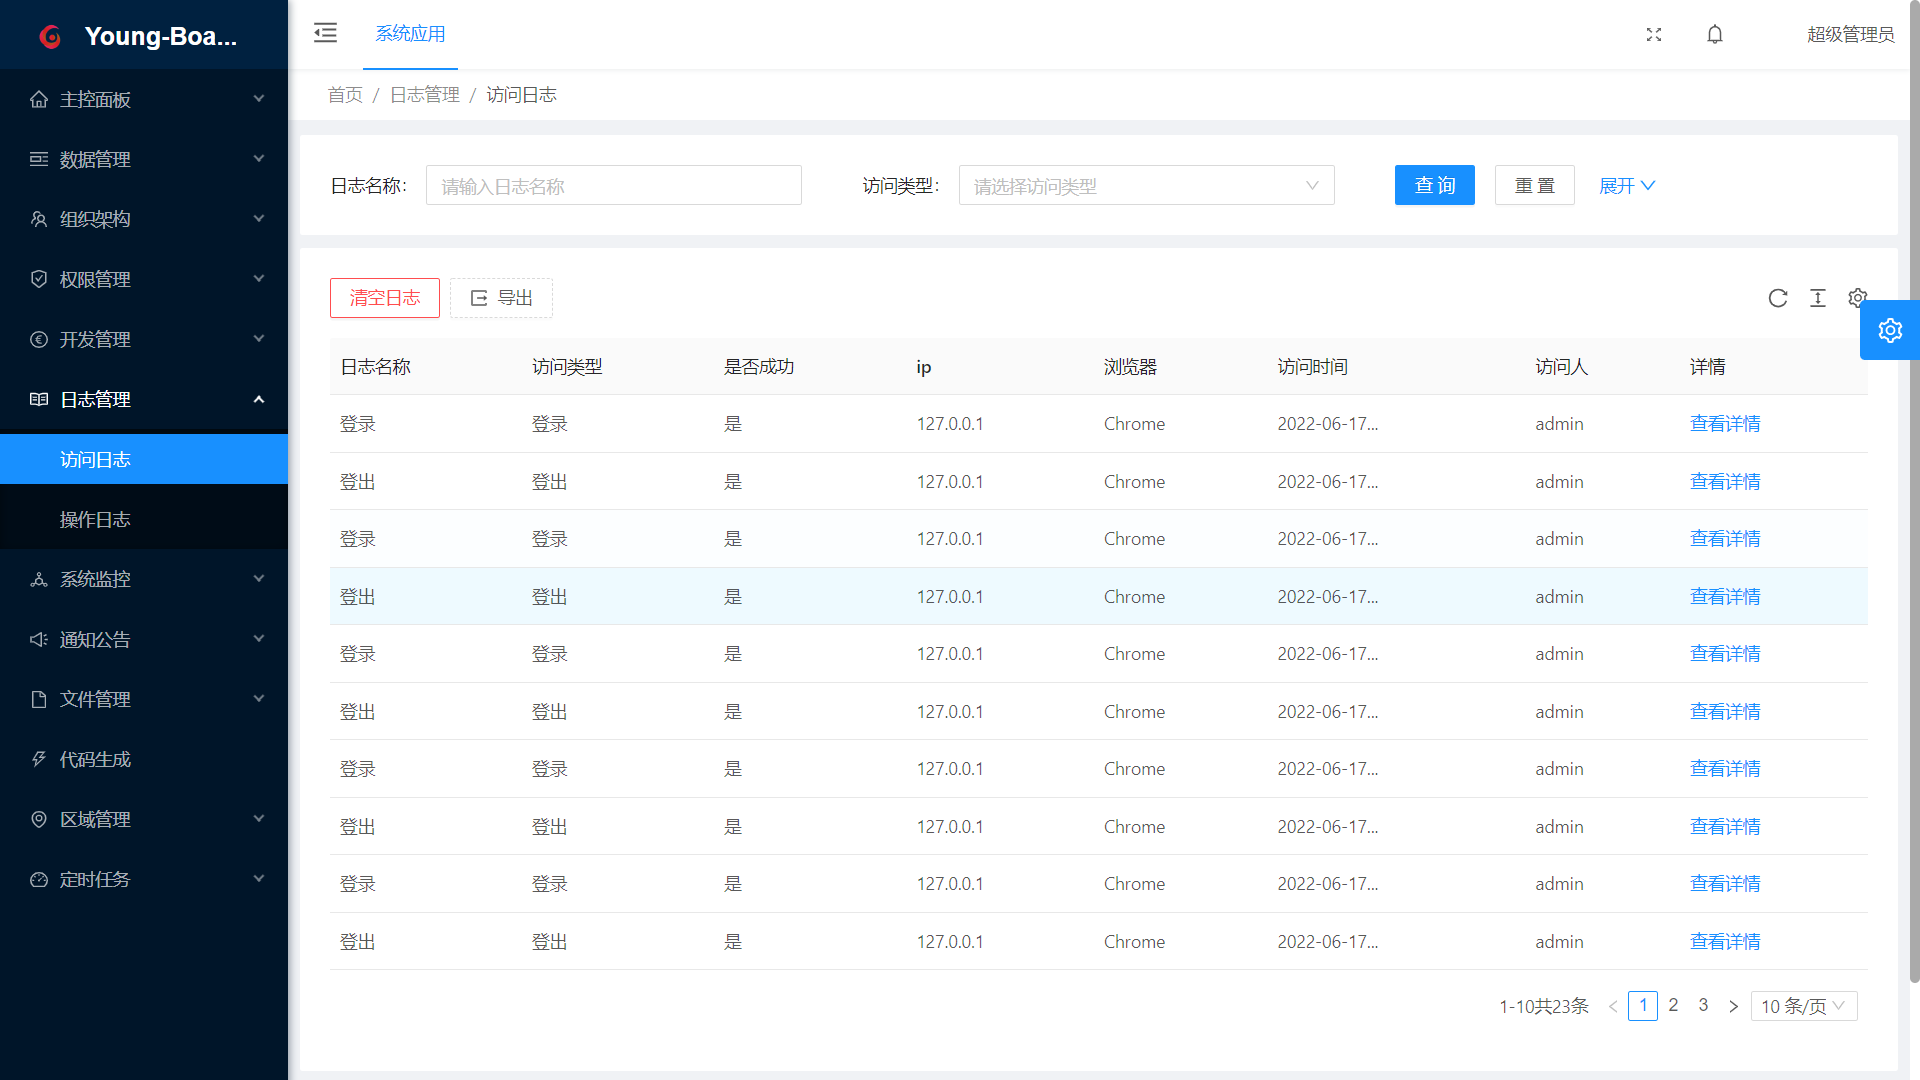 Young-Boa...
主控面板
数据管理
组织架构
权限管理
开发管理
日志管理
访问日志
操作日志
系统监控
通知公告
文件管理
代码生成
区域管理
定时任务
系统应用
超级管理员
首页 / 日志管理 / 访问日志
日志名称: 请输入日志名称 访问类型: 请选择访问类型 查 询 重 置 展开
清空日志 导出
日志名称 访问类型 是否成功 ip 浏览器 访问时间 访问人 详情
登录 登录 是 127.0.0.1 Chrome 2022-06-17... admin 查看详情
登出 登出 是 127.0.0.1 Chrome 2022-06-17... admin 查看详情
登录 登录 是 127.0.0.1 Chrome 2022-06-17... admin 查看详情
登出 登出 是 127.0.0.1 Chrome 2022-06-17... admin 查看详情
登录 登录 是 127.0.0.1 Chrome 2022-06-17... admin 查看详情
登出 登出 是 127.0.0.1 Chrome 2022-06-17... admin 查看详情
登录 登录 是 127.0.0.1 Chrome 2022-06-17... admin 查看详情
登出 登出 是 127.0.0.1 Chrome 2022-06-17... admin 查看详情
登录 登录 是 127.0.0.1 Chrome 2022-06-17... admin 查看详情
登出 登出 是 127.0.0.1 Chrome 2022-06-17... admin 查看详情
1-10共23条 < 1 2 3 > 10 条/页